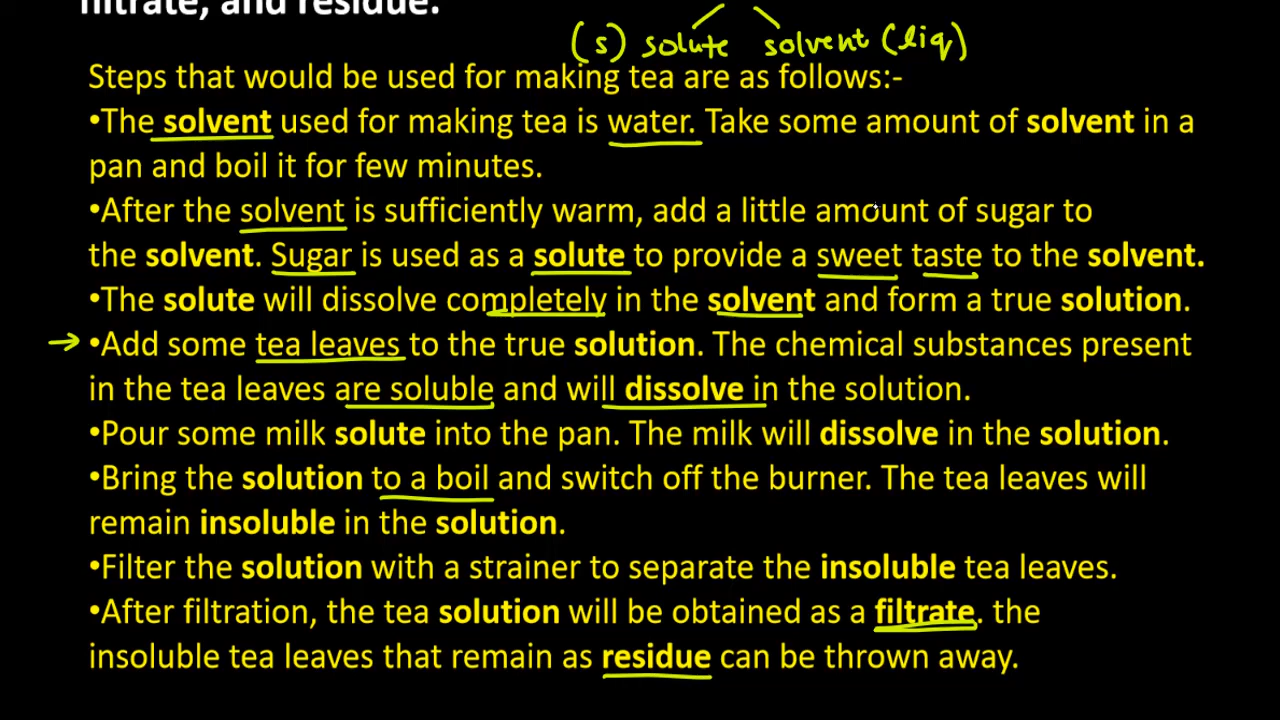 filtrate, and residue.
(s) solute solvent (liq)
Steps that would be used for making tea are as follows:-
•The solvent used for making tea is water. Take some amount of solvent in a
pan and boil it for few minutes.
•After the solvent is sufficiently warm, add a little amount of sugar to
the solvent. Sugar is used as a solute to provide a sweet taste to the solvent.
•The solute will dissolve completely in the solvent and form a true solution.
→ •Add some tea leaves to the true solution. The chemical substances present
in the tea leaves are soluble and will dissolve in the solution.
•Pour some milk solute into the pan. The milk will dissolve in the solution.
•Bring the solution to a boil and switch off the burner. The tea leaves will
remain insoluble in the solution.
•Filter the solution with a strainer to separate the insoluble tea leaves.
•After filtration, the tea solution will be obtained as a filtrate. the
insoluble tea leaves that remain as residue can be thrown away.